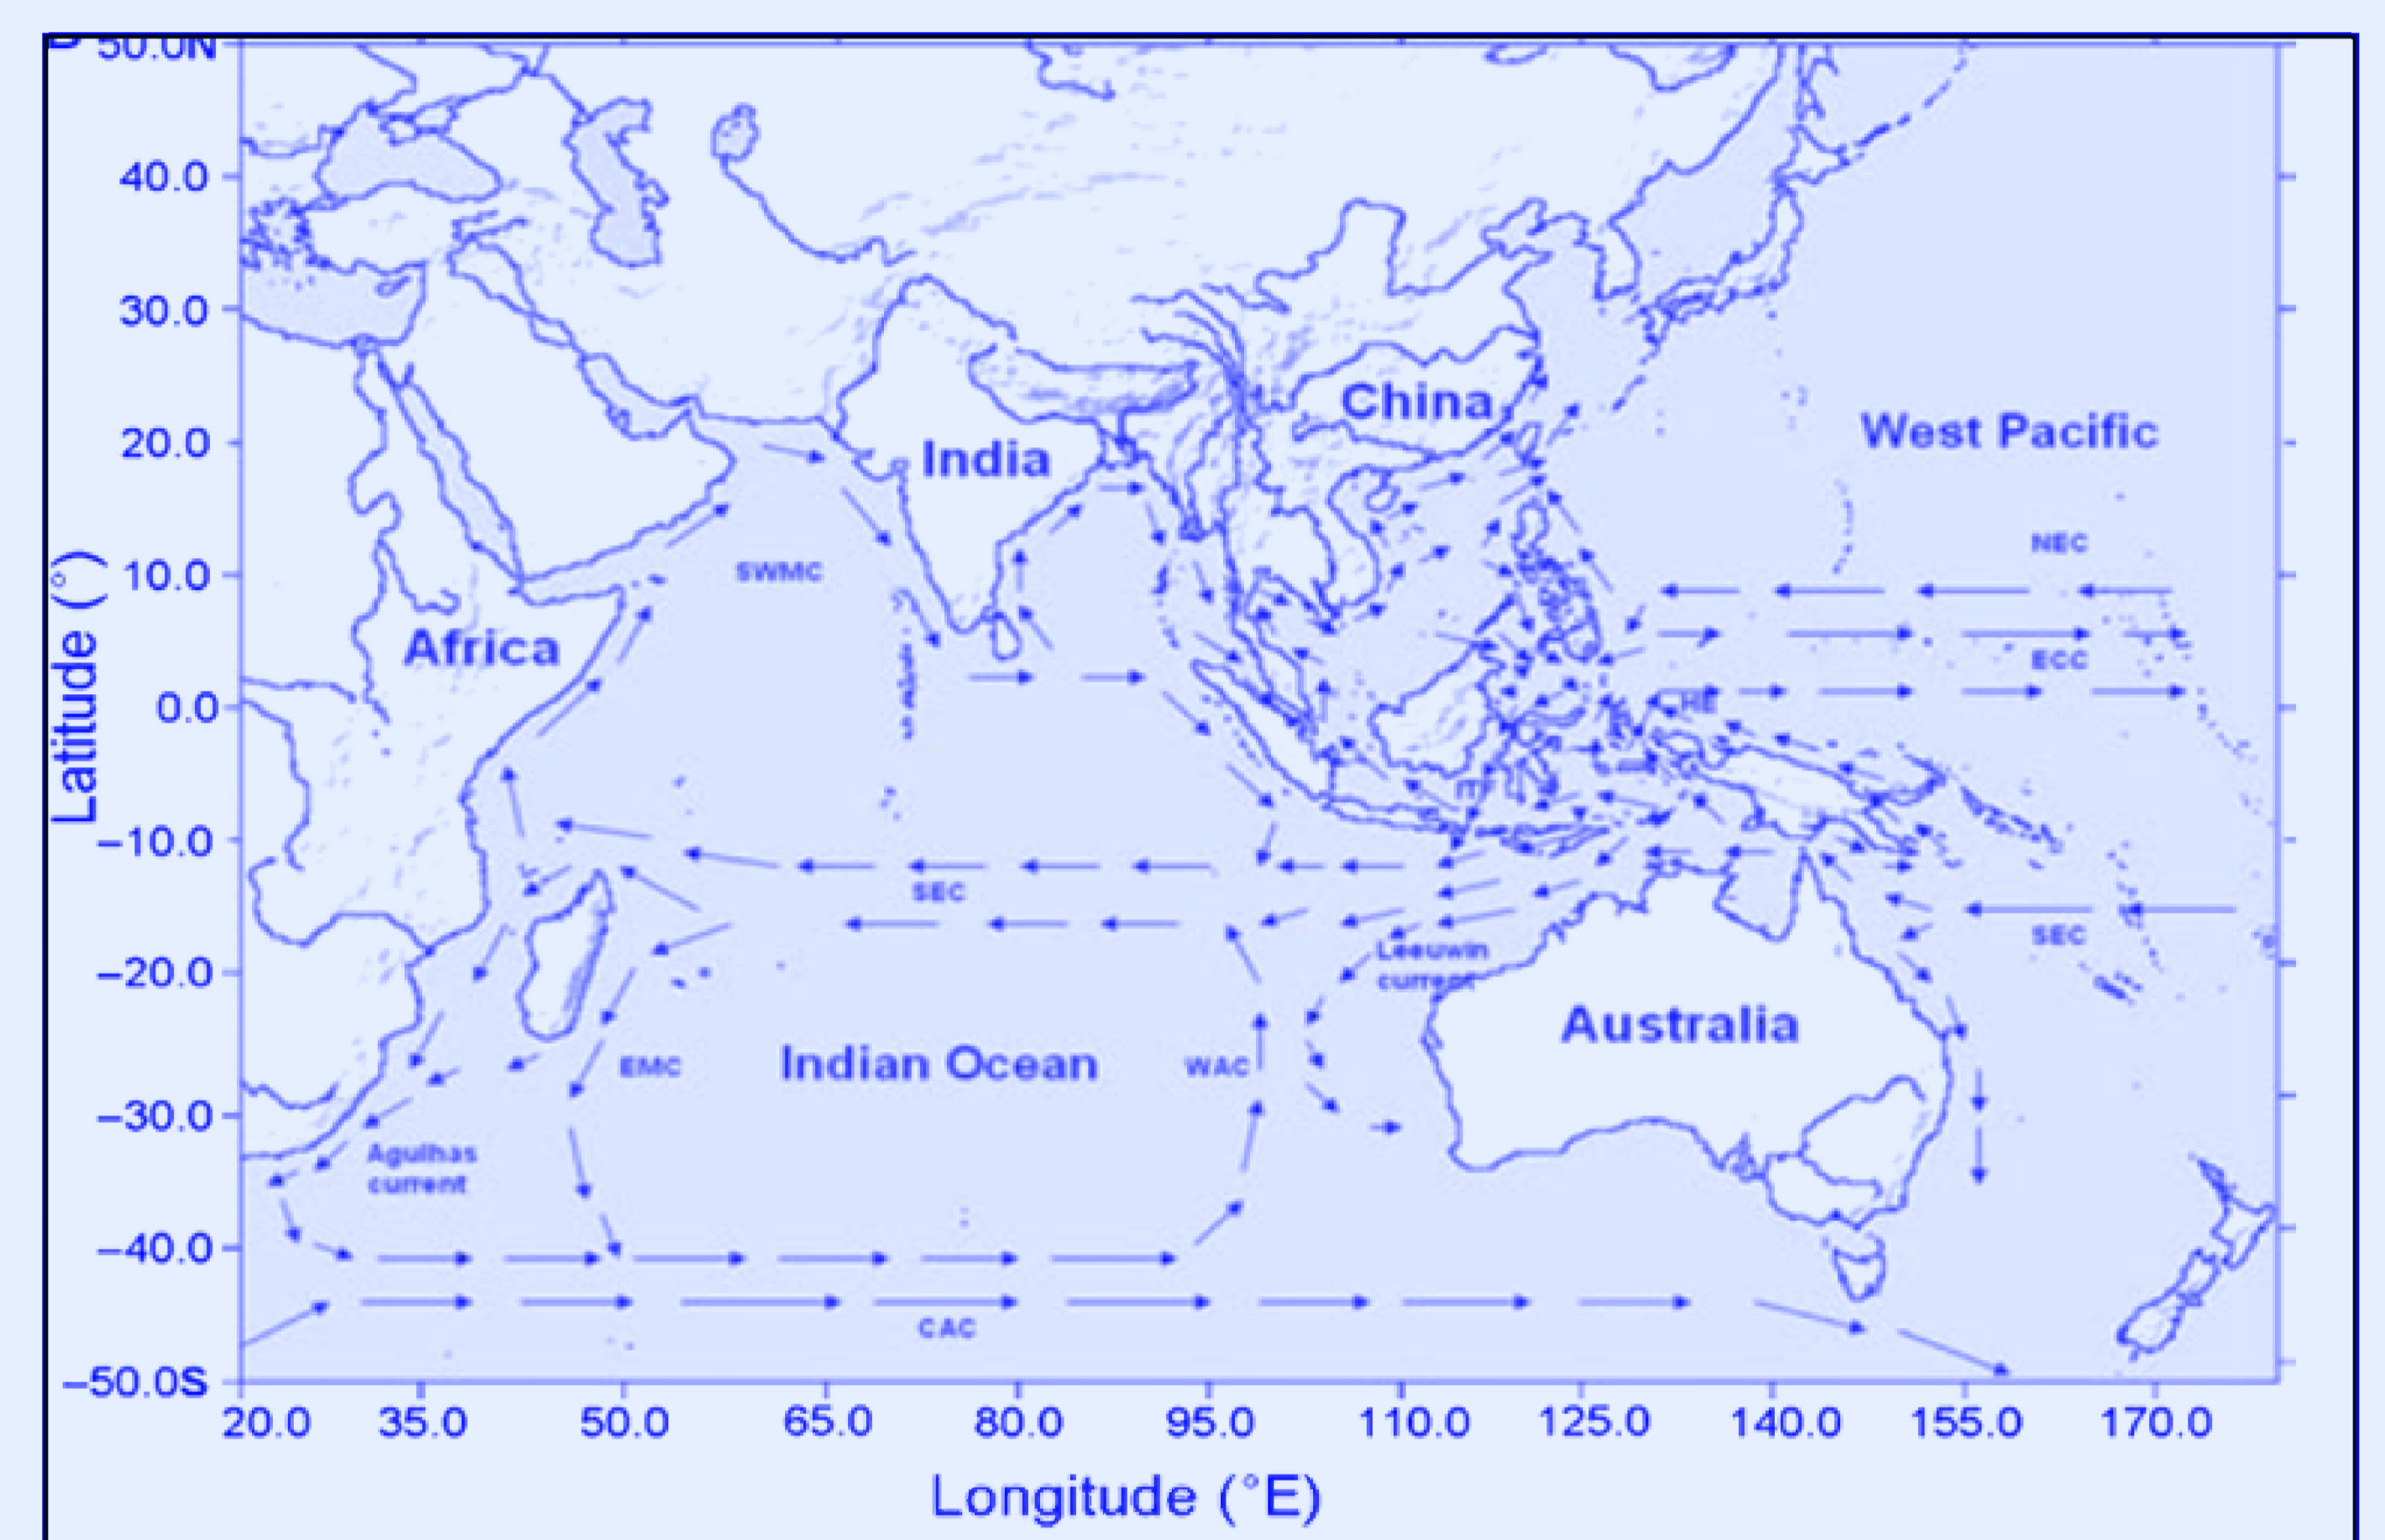 50.0N
40.0
30.0
20.0
10.0
0.0
−10.0
−20.0
−30.0
−40.0
−50.0S
Latitude (°)
China
West Pacific
India
NEC
SWMC
Africa
ECC
HE
SEC
SEC
Leeuwin
current
Australia
EMC
Indian Ocean
WAC
Agulhas
current
CAC
20.0 35.0 50.0 65.0 80.0 95.0 110.0 125.0 140.0 155.0 170.0
Longitude (°E)